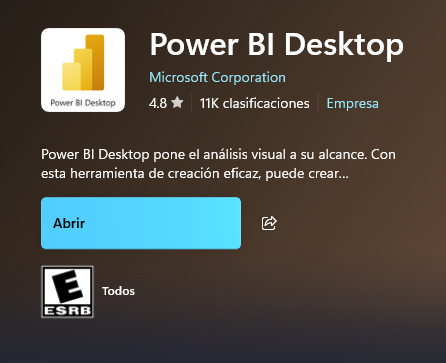 Power BI Desktop
Power BI Desktop
Microsoft Corporation
4.8 ★ 11K clasificaciones Empresa
Power BI Desktop pone el análisis visual a su alcance. Con
esta herramienta de creación eficaz, puede crear...
Abrir
E
ESRB
Todos